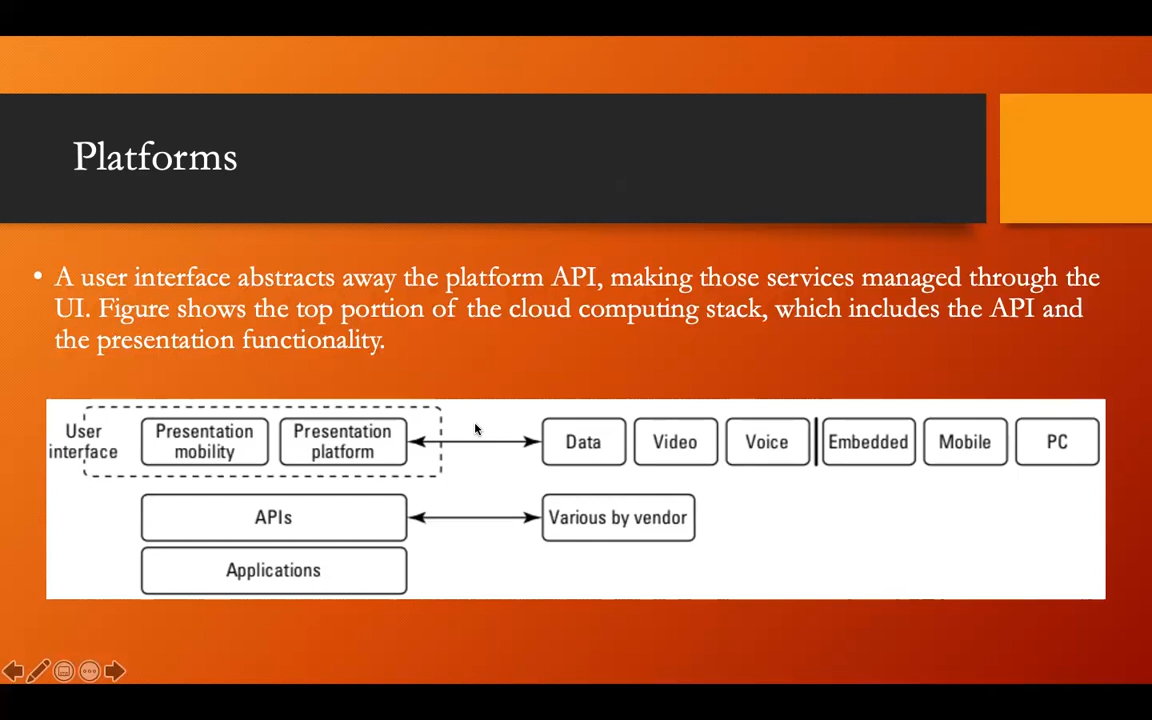 Platforms
• A user interface abstracts away the platform API, making those services managed through the
UI. Figure shows the top portion of the cloud computing stack, which includes the API and
the presentation functionality.
User
interface
Presentation
mobility
Presentation
platform
Data
Video
Voice
Embedded
Mobile
PC
APIs
Various by vendor
Applications